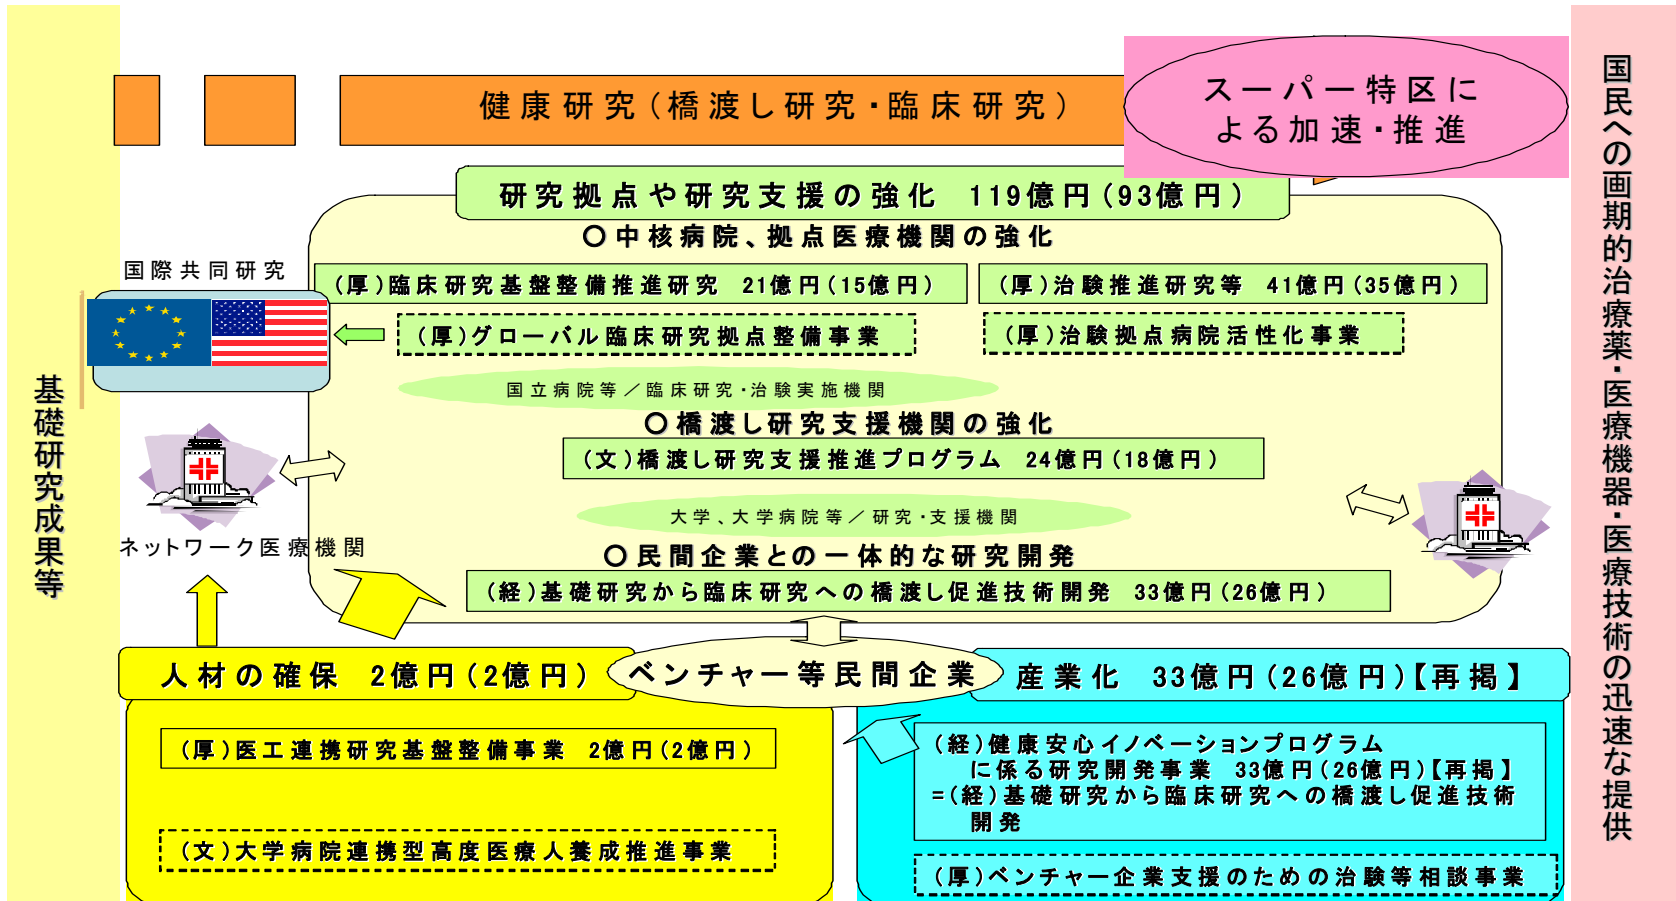 健康研究(橋渡し研究・臨床研究)
スーパー特区に
よる加速・推進
研究拠点や研究支援の強化 119億円(93億円)
○中核病院、拠点医療機関の強化
国際共同研究
(厚)臨床研究基盤整備推進研究 21億円(15億円)
(厚)治験推進研究等 41億円(35億円)
(厚)グローバル臨床研究拠点整備事業
(厚)治験拠点病院活性化事業
国立病院等/臨床研究・治験実施機関
○橋渡し研究支援機関の強化
(文)橋渡し研究支援推進プログラム 24億円(18億円)
大学、大学病院等/研究・支援機関
ネットワーク医療機関
○民間企業との一体的な研究開発
(経)基礎研究から臨床研究への橋渡し促進技術開発 33億円(26億円)
基礎研究成果等
国民への画期的治療薬・医療機器・医療技術の迅速な提供
人材の確保 2億円(2億円)
ベンチャー等民間企業
産業化 33億円(26億円)【再掲】
(厚)医工連携研究基盤整備事業 2億円(2億円)
(文)大学病院連携型高度医療人養成推進事業
(経)健康安心イノベーションプログラム
に係る研究開発事業 33億円(26億円)【再掲】
=(経)基礎研究から臨床研究への橋渡し促進技術
開発
(厚)ベンチャー企業支援のための治験等相談事業